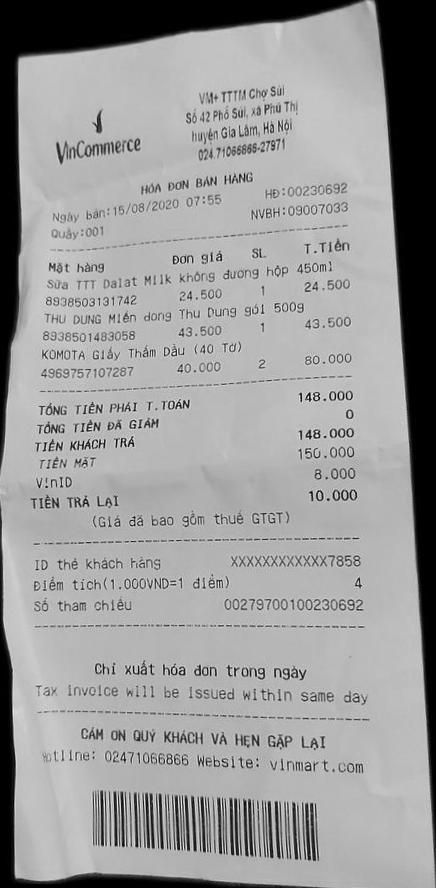 VinCommerce
VM+ TTTM Chợ Sủi
Số 42 Phố Sủi, xã Phú Thị
huyện Gia Lâm, Hà Nội
024.71066866-27971
HÓA ĐƠN BÁN HÀNG
Ngày bán:15/08/2020 07:55 HĐ:00230692
Quầy:001 NVBH:09007033
Mặt hàng Đơn giá SL T.Tiền
Sữa TTT Dalat Milk không đường hộp 450ml
8938503131742 24.500 1 24.500
THU DUNG Miến dong Thu Dung gói 500g
8938501483058 43.500 1 43.500
KOMOTA Giấy Thấm Dầu (40 Tờ)
4969757107287 40.000 2 80.000
TỔNG TIỀN PHẢI T.TOÁN 148.000
TỔNG TIỀN ĐÃ GIẢM 0
TIỀN KHÁCH TRẢ 148.000
TIỀN MẶT 150.000
VinID 8.000
TIỀN TRẢ LẠI 10.000
(Giá đã bao gồm thuế GTGT)
ID thẻ khách hàng XXXXXXXXXXXX7858
Điểm tích(1.000VND=1 điểm) 4
Số tham chiếu 00279700100230692
Chỉ xuất hóa đơn trong ngày
Tax invoice will be issued within same day
CẢM ƠN QUÝ KHÁCH VÀ HẸN GẶP LẠI
Hotline: 02471066866 Website: vinmart.com